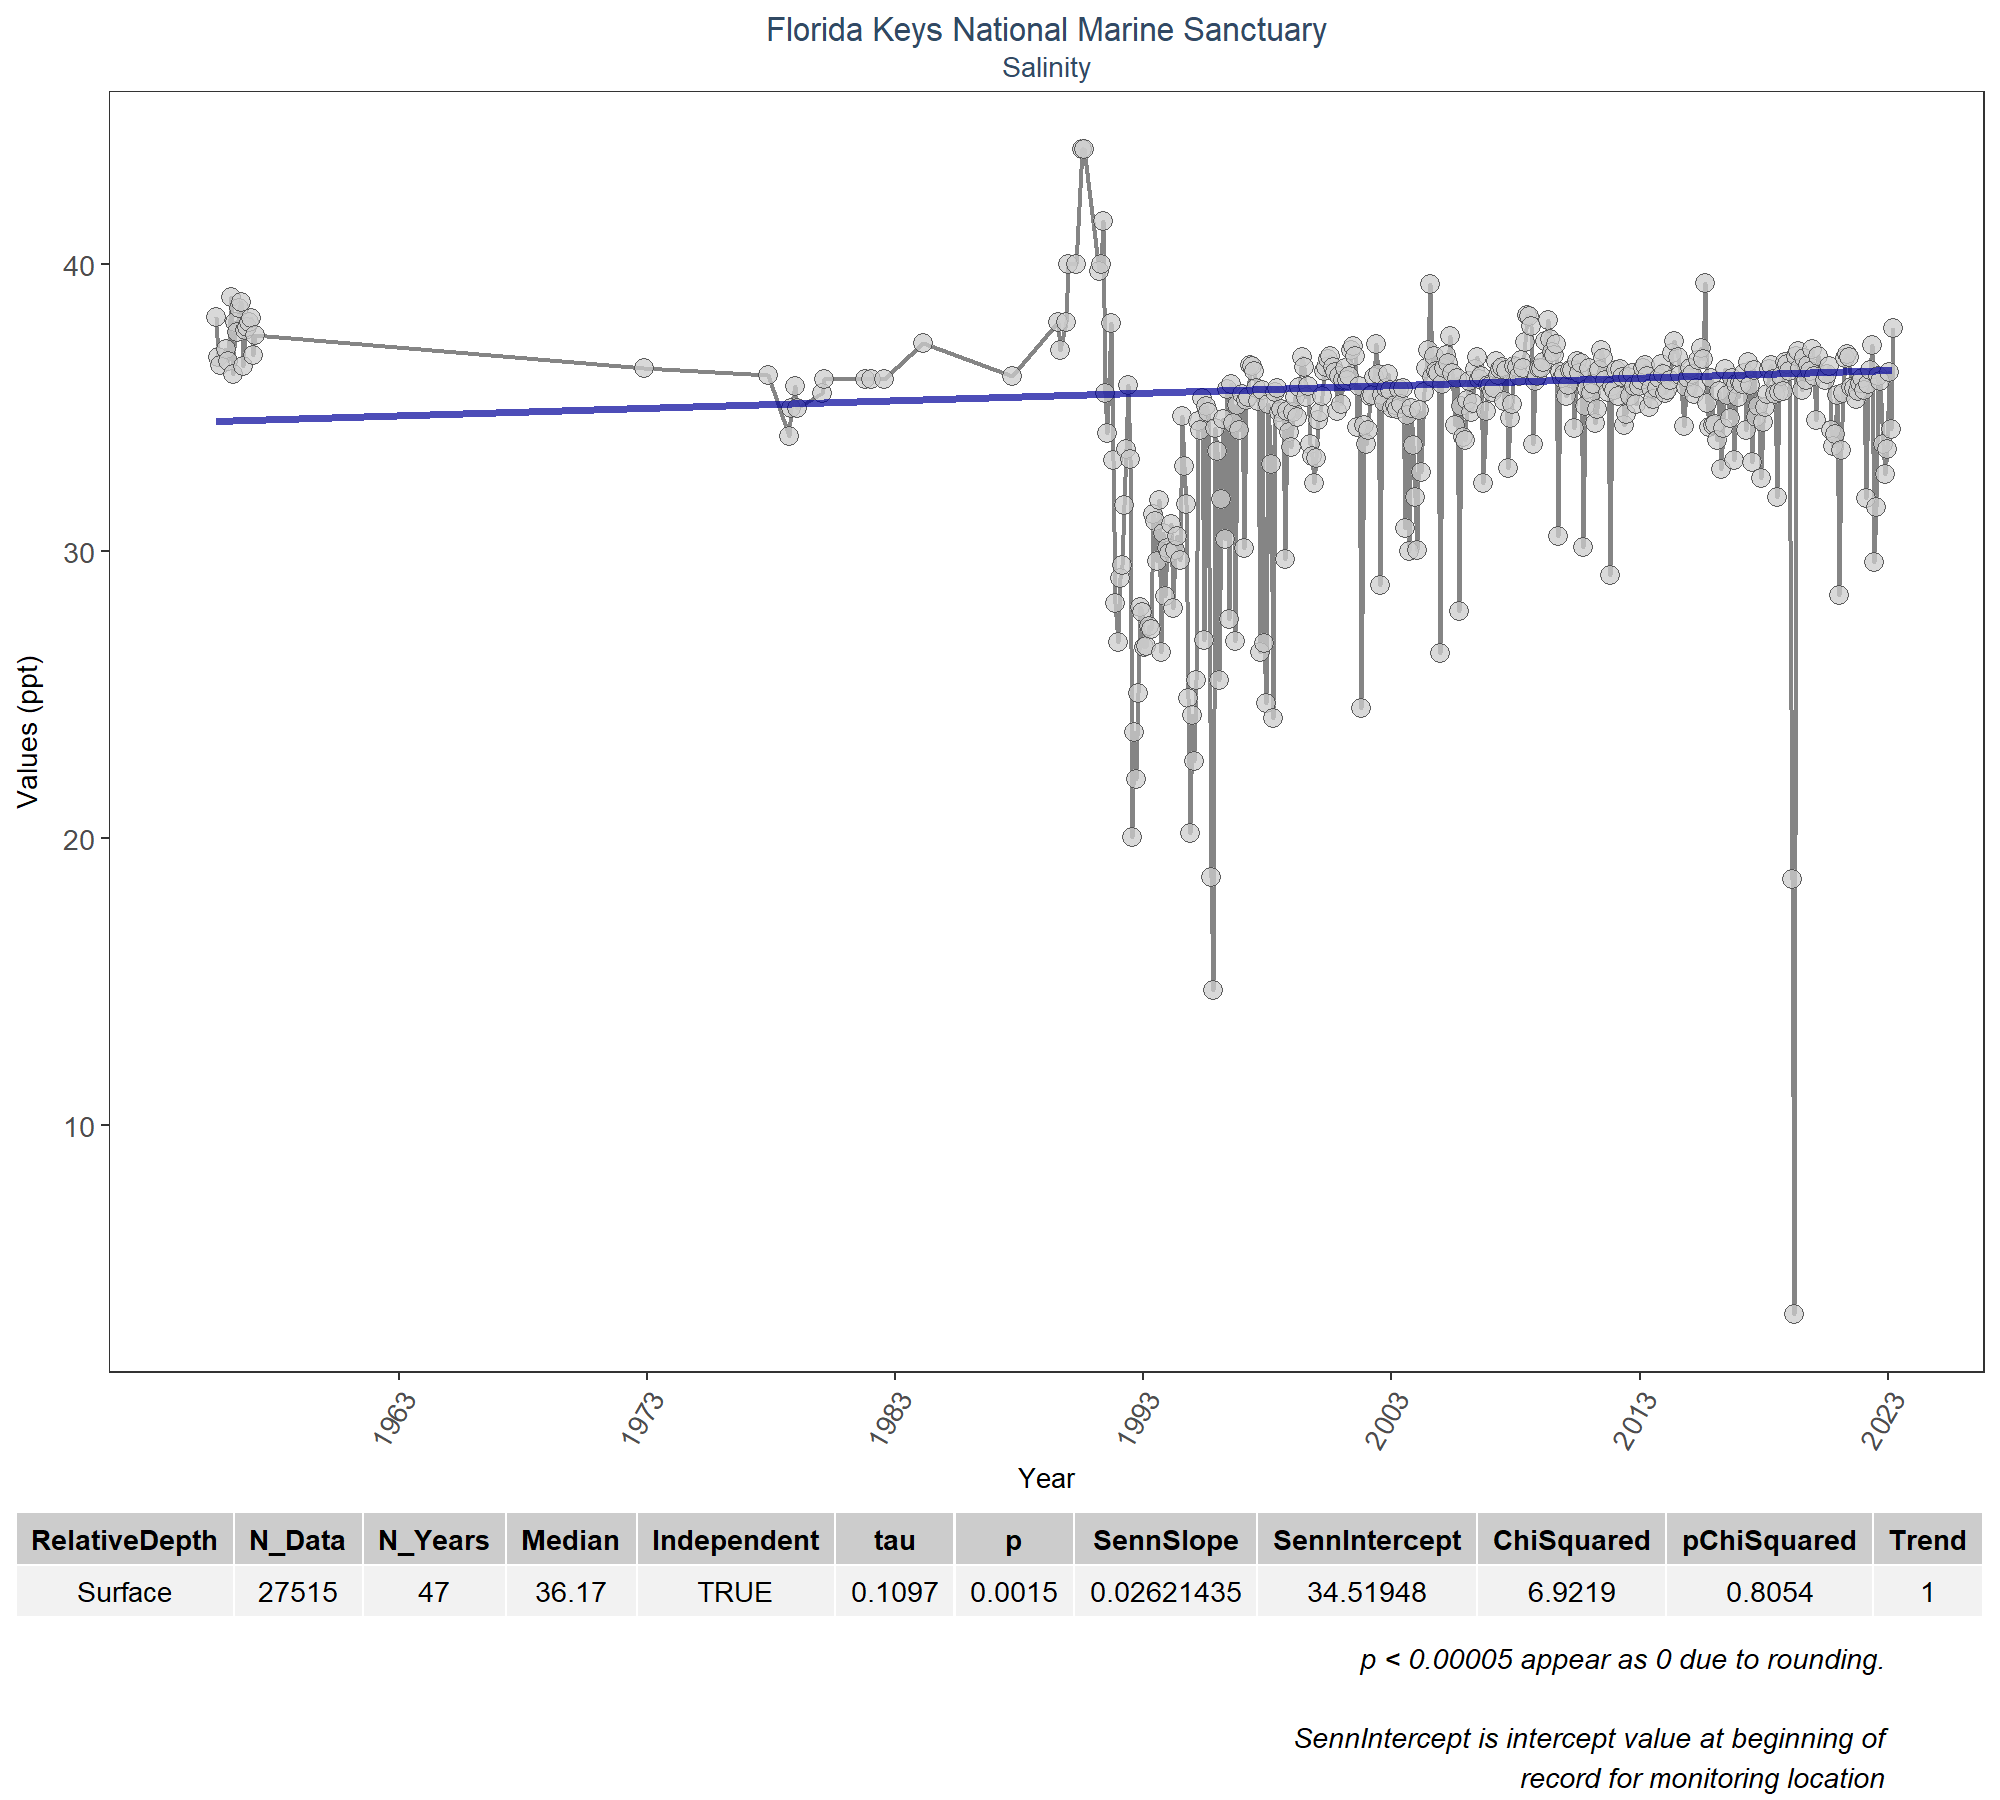 Florida Keys National Marine Sanctuary
Salinity
Values (ppt)
40
30
20
10
1963 1973 1983 1993 2003 2013 2023
Year
RelativeDepth N_Data N_Years Median Independent tau p SennSlope SennIntercept ChiSquared pChiSquared Trend
Surface 27515 47 36.17 TRUE 0.1097 0.0015 0.02621435 34.51948 6.9219 0.8054 1
p < 0.00005 appear as 0 due to rounding.
SennIntercept is intercept value at beginning of
record for monitoring location